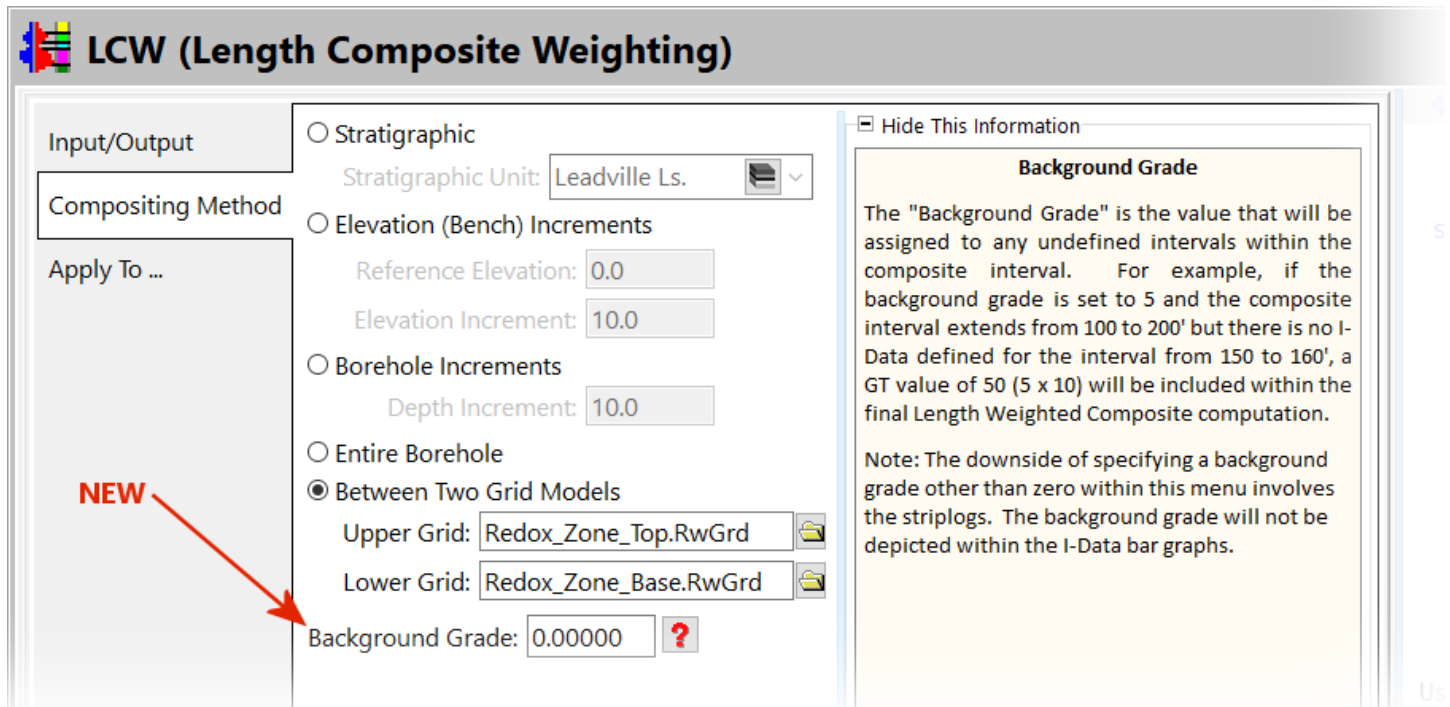 LCW (Length Composite Weighting)
Input/Output
Compositing Method
Apply To ...
NEW
Stratigraphic
Stratigraphic Unit: Leadville Ls.
Elevation (Bench) Increments
Reference Elevation: 0.0
Elevation Increment: 10.0
Borehole Increments
Depth Increment: 10.0
Entire Borehole
Between Two Grid Models
Upper Grid: Redox_Zone_Top.RwGrd
Lower Grid: Redox_Zone_Base.RwGrd
Background Grade: 0.00000 ?
Hide This Information
Background Grade
The "Background Grade" is the value that will be
assigned to any undefined intervals within the
composite interval. For example, if the
background grade is set to 5 and the composite
interval extends from 100 to 200' but there is no I-
Data defined for the interval from 150 to 160', a
GT value of 50 (5 x 10) will be included within the
final Length Weighted Composite computation.
Note: The downside of specifying a background
grade other than zero within this menu involves
the striplogs. The background grade will not be
depicted within the I-Data bar graphs.
s
Us